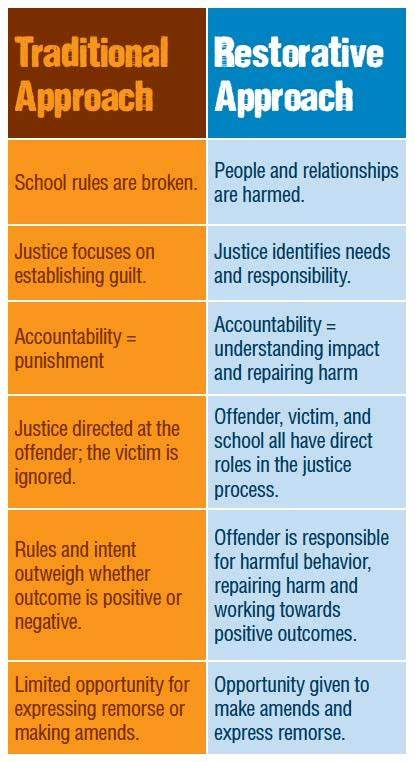 Traditional
Approach
Restorative
Approach
School rules are broken.
People and relationships
are harmed.
Justice focuses on
establishing guilt.
Justice identifies needs
and responsibility.
Accountability =
punishment
Accountability =
understanding impact
and repairing harm
Justice directed at the
offender; the victim is
ignored.
Offender, victim, and
school all have direct
roles in the justice
process.
Rules and intent
outweigh whether
outcome is positive or
negative.
Offender is responsible
for harmful behavior,
repairing harm and
working towards
positive outcomes.
Limited opportunity for
expressing remorse or
making amends.
Opportunity given to
make amends and
express remorse.